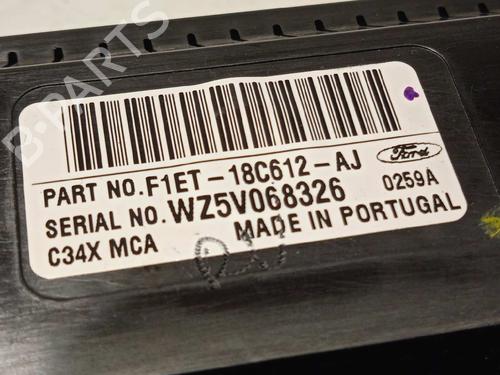 B-PARTS
PART NO. F1ET-18C612-AJ
Ford
SERIAL NO. WZ5V068326
0259A
C34X MCA
MADE IN PORTUGAL